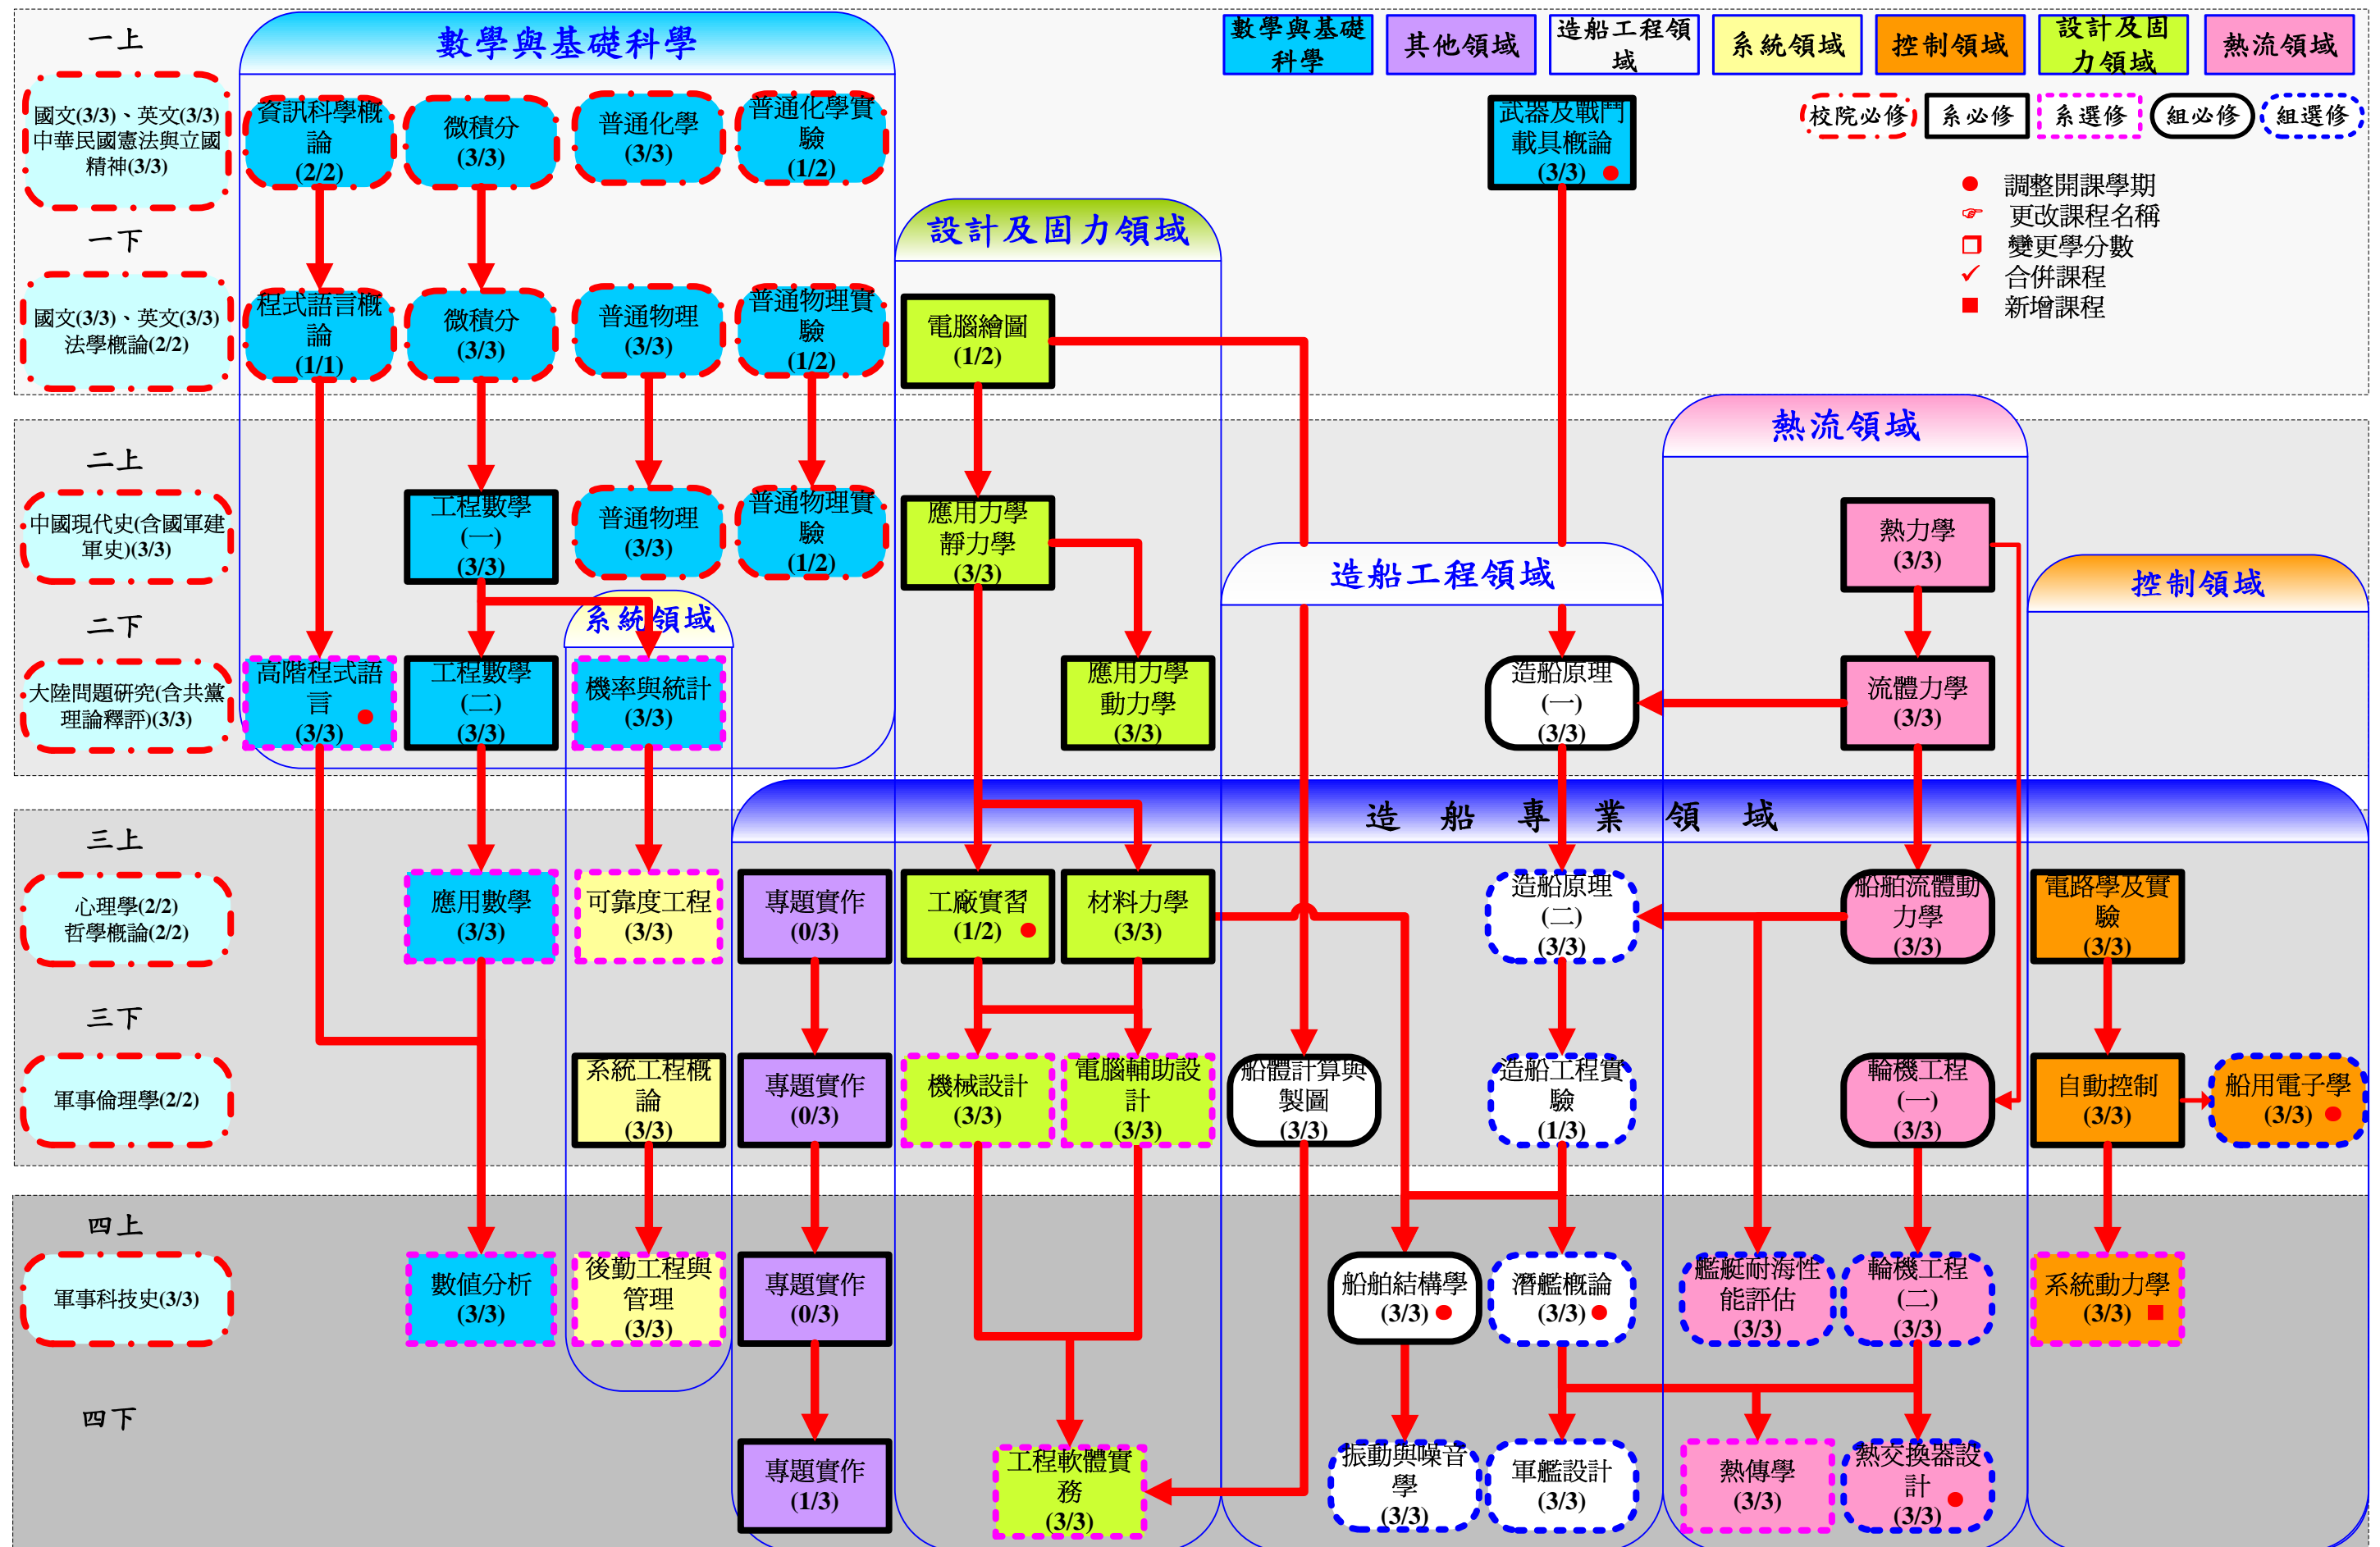 一上
數學與基礎科學
數學與基礎
科學
其他領域
造船工程領
域
系統領域
控制領域
設計及固
力領域
熱流領域
校院必修
系必修
系選修
組必修
組選修
調整開課學期
更改課程名稱
變更學分數
合併課程
新增課程
國文(3/3)、英文(3/3)
中華民國憲法與立國
精神(3/3)
資訊科學概
論
(2/2)
微積分
(3/3)
普通化學
(3/3)
普通化學實
驗
(1/2)
武器及戰鬥
載具概論
(3/3)
設計及固力領域
一下
國文(3/3)、英文(3/3)
法學概論(2/2)
程式語言概
論
(1/1)
微積分
(3/3)
普通物理
(3/3)
普通物理實
驗
(1/2)
電腦繪圖
(1/2)
熱流領域
二上
中國現代史(含國軍建
軍史)(3/3)
工程數學
(一)
(3/3)
普通物理
(3/3)
普通物理實
驗
(1/2)
應用力學
靜力學
(3/3)
熱力學
(3/3)
造船工程領域
控制領域
系統領域
二下
大陸問題研究(含共黨
理論釋評)(3/3)
高階程式語
言
(3/3)
工程數學
(二)
(3/3)
機率與統計
(3/3)
應用力學
動力學
(3/3)
造船原理
(一)
(3/3)
流體力學
(3/3)
造船專業領域
三上
心理學(2/2)
哲學概論(2/2)
應用數學
(3/3)
可靠度工程
(3/3)
專題實作
(0/3)
工廠實習
(1/2)
材料力學
(3/3)
造船原理
(二)
(3/3)
船舶流體動
力學
(3/3)
電路學及實
驗
(3/3)
三下
軍事倫理學(2/2)
系統工程概
論
(3/3)
專題實作
(0/3)
機械設計
(3/3)
電腦輔助設
計
(3/3)
船體計算與
製圖
(3/3)
造船工程實
驗
(1/3)
輪機工程
(一)
(3/3)
自動控制
(3/3)
船用電子學
(3/3)
四上
軍事科技史(3/3)
數值分析
(3/3)
後勤工程與
管理
(3/3)
專題實作
(0/3)
船舶結構學
(3/3)
潛艦概論
(3/3)
艦艇耐海性
能評估
(3/3)
輪機工程
(二)
(3/3)
系統動力學
(3/3)
四下
專題實作
(1/3)
工程軟體實
務
(3/3)
振動與噪音
學
(3/3)
軍艦設計
(3/3)
熱傳學
(3/3)
熱交換器設
計
(3/3)